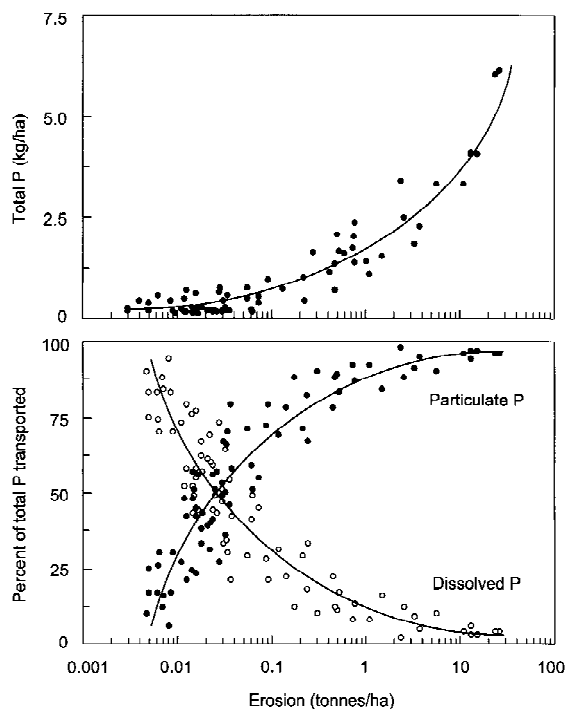 7.5
5.0
2.5
0
Total P (kg/ha)
100
75
50
25
0
Percent of total P transported
Particulate P
Dissolved P
0.001 0.01 0.1 1 10 100
Erosion (tonnes/ha)